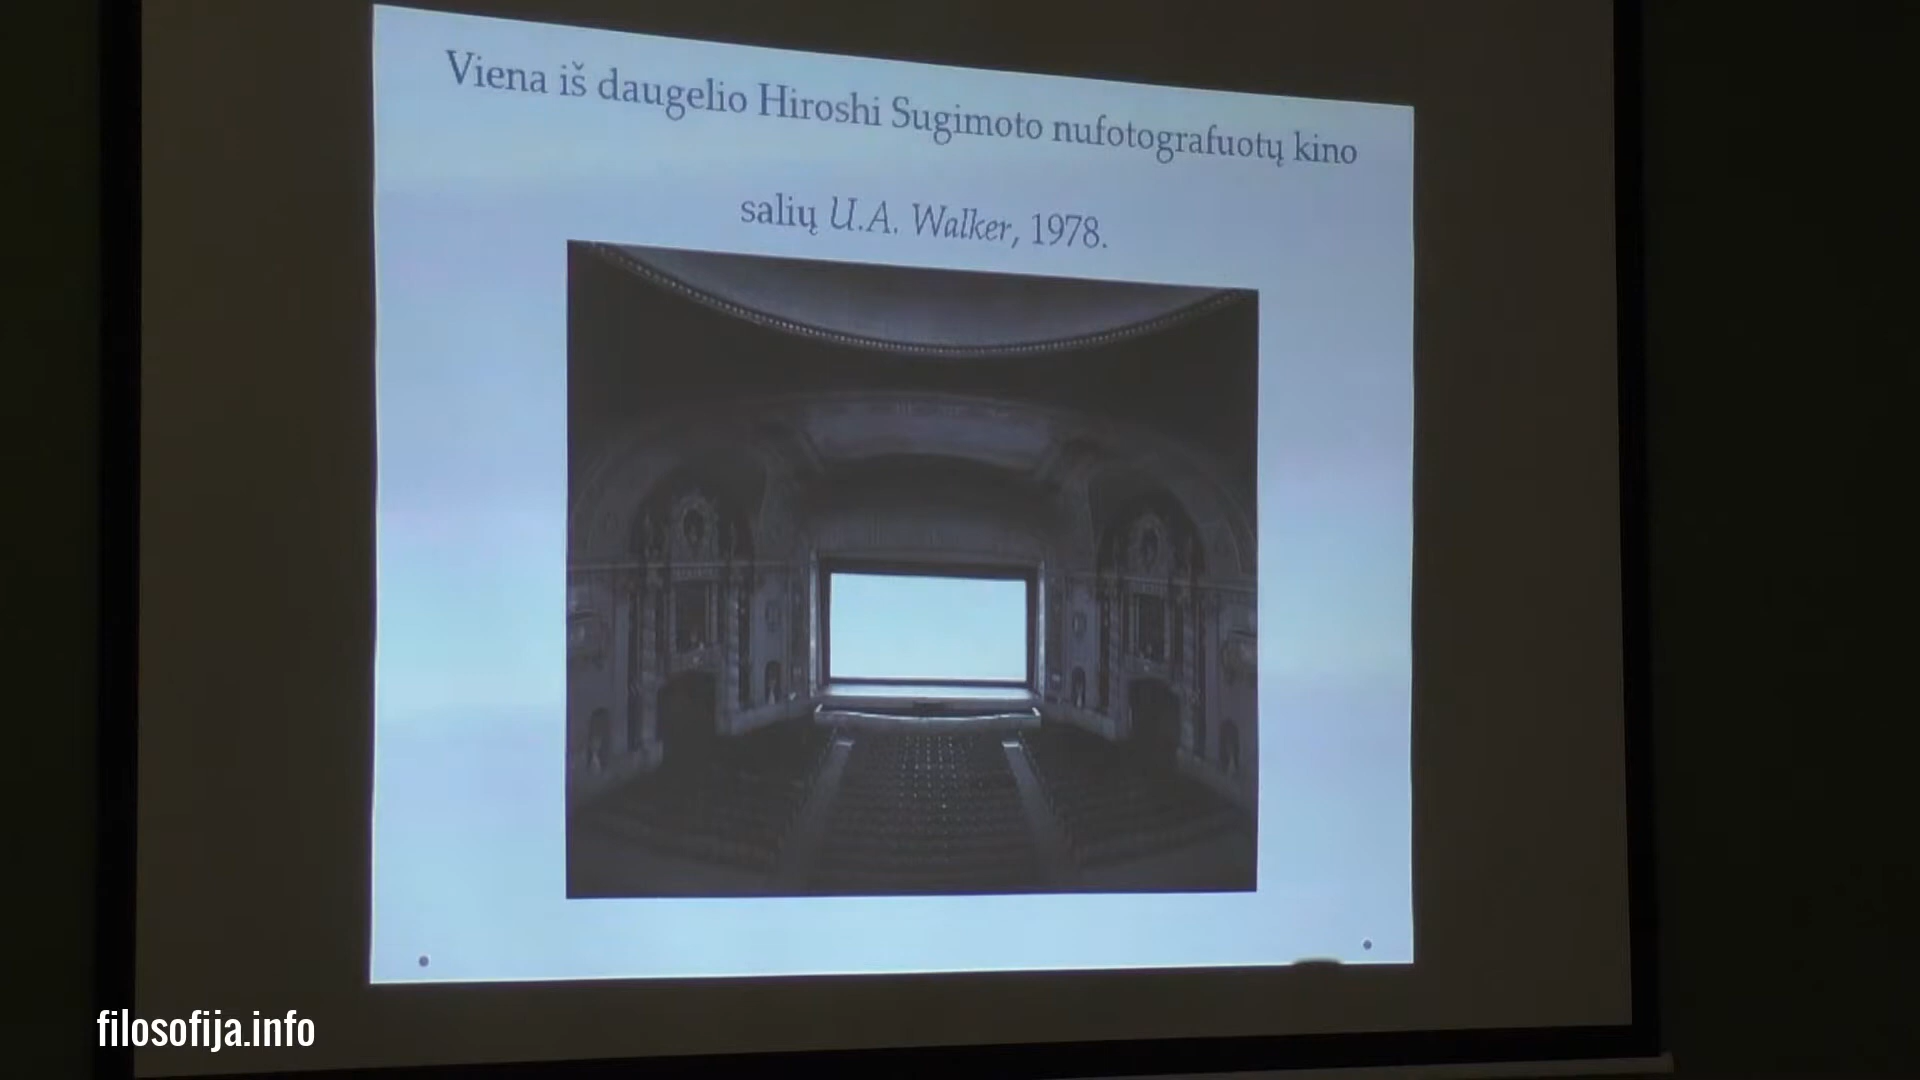 Viena iš daugelio Hiroshi Sugimoto nufotografuotų kino
salių U.A. Walker, 1978.
filosofija.info